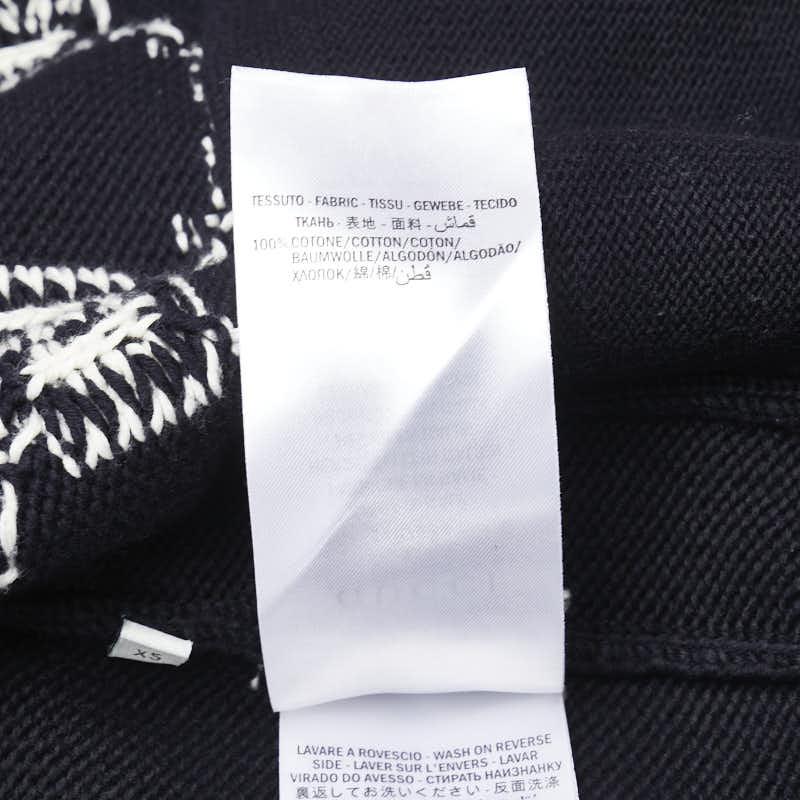 TESSUTO - FABRIC - TISSU - GEWEBE - TECIDO
ТКАНЬ - 表地 - 面料 - قماش
100% COTONE/COTTON/COTON/
BAUMWOLLE/ALGODÓN/ALGODÃO/
ХЛОПОК/綿/棉/قطن
XS
LAVARE A ROVESCIO - WASH ON REVERSE
SIDE - LAVER SUR L'ENVERS - LAVAR
VIRADO DO AVESSO - СТИРАТЬ НАИЗНАНКУ
裏返してお洗いください - 反面洗涤